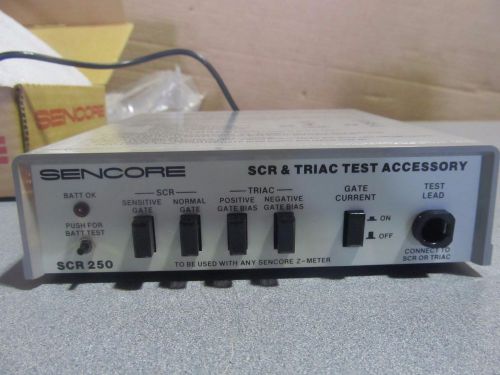 SENCORE
SENCORE
SCR & TRIAC TEST ACCESSORY
BATT OK
SCR
TRIAC
SENSITIVE GATE
NORMAL GATE
POSITIVE GATE BIAS
NEGATIVE GATE BIAS
GATE CURRENT
TEST LEAD
ON
OFF
PUSH FOR BATT TEST
SCR 250
TO BE USED WITH ANY SENCORE Z-METER
CONNECT TO SCR OR TRIAC